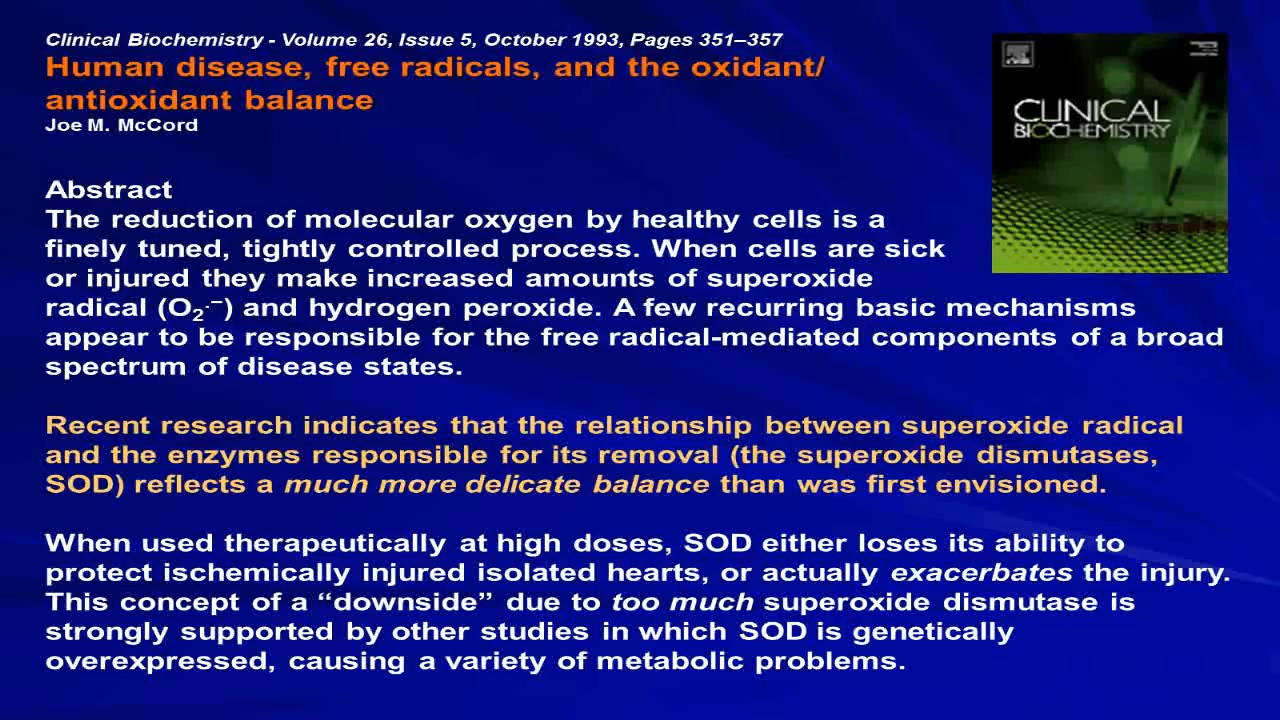 Clinical Biochemistry - Volume 26, Issue 5, October 1993, Pages 351–357
Human disease, free radicals, and the oxidant/
antioxidant balance
Joe M. McCord
CLINICAL
BIOCHEMISTRY
Abstract
The reduction of molecular oxygen by healthy cells is a
finely tuned, tightly controlled process. When cells are sick
or injured they make increased amounts of superoxide
radical (O₂·⁻) and hydrogen peroxide. A few recurring basic mechanisms
appear to be responsible for the free radical-mediated components of a broad
spectrum of disease states.
Recent research indicates that the relationship between superoxide radical
and the enzymes responsible for its removal (the superoxide dismutases,
SOD) reflects a much more delicate balance than was first envisioned.
When used therapeutically at high doses, SOD either loses its ability to
protect ischemically injured isolated hearts, or actually exacerbates the injury.
This concept of a “downside” due to too much superoxide dismutase is
strongly supported by other studies in which SOD is genetically
overexpressed, causing a variety of metabolic problems.